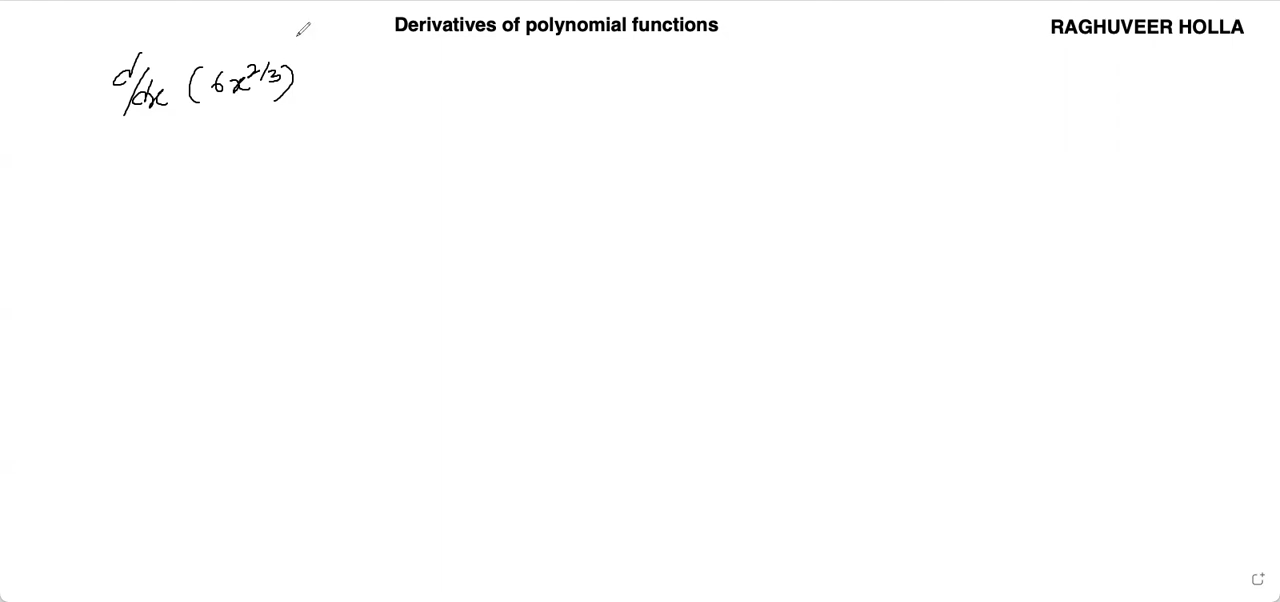 Derivatives of polynomial functions
RAGHUVEER HOLLA
d/dx (6x^2/3)